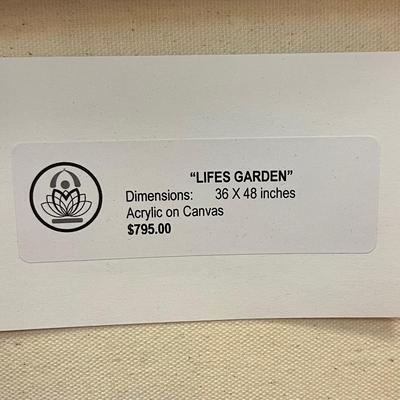 “LIFES GARDEN”
Dimensions: 36 X 48 inches
Acrylic on Canvas
$795.00